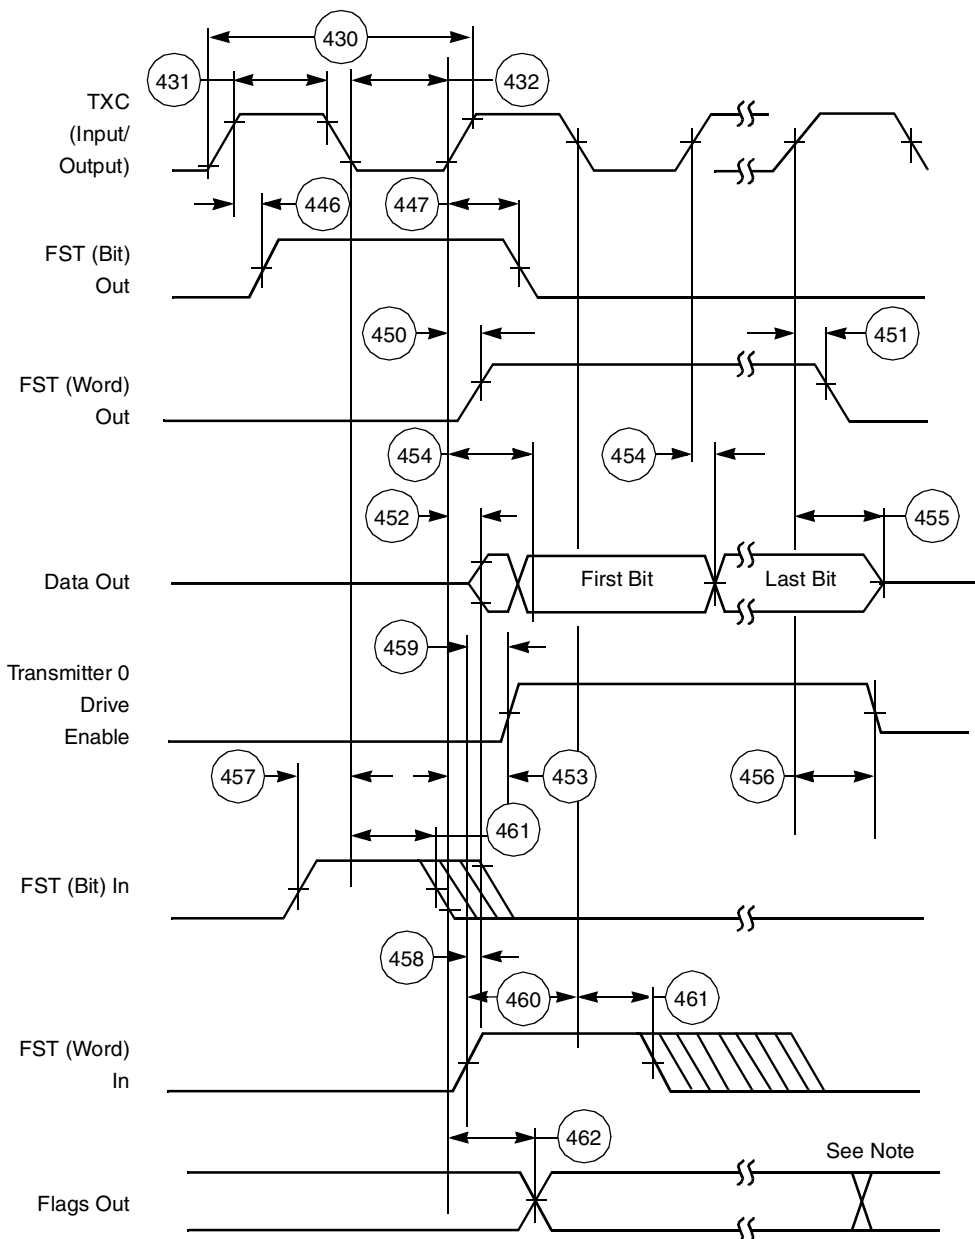 430
431
432
TXC
(Input/
Output)
446
447
FST (Bit)
Out
450
451
FST (Word)
Out
454
454
452
455
Data Out
First Bit
Last Bit
459
Transmitter 0
Drive
Enable
457
453
456
461
FST (Bit) In
458
460
461
FST (Word)
In
462
See Note
Flags Out